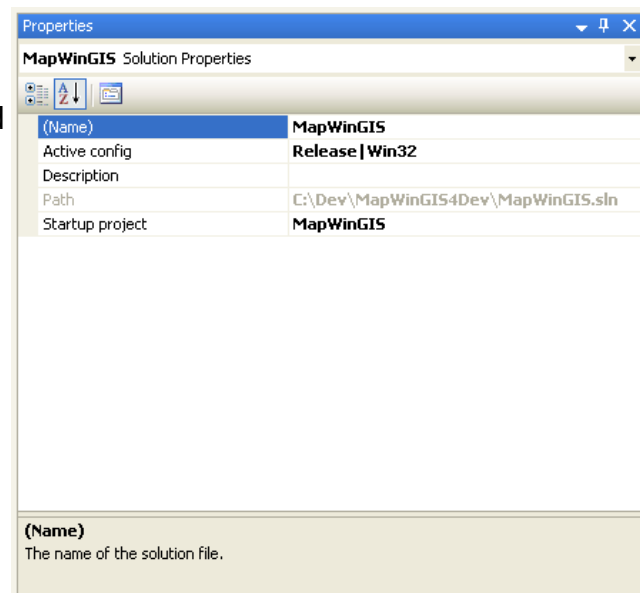 Properties
MapWinGIS Solution Properties
(Name) MapWinGIS
Active config Release|Win32
Description
Path C:\Dev\MapWinGIS4Dev\MapWinGIS.sln
Startup project MapWinGIS
(Name)
The name of the solution file.